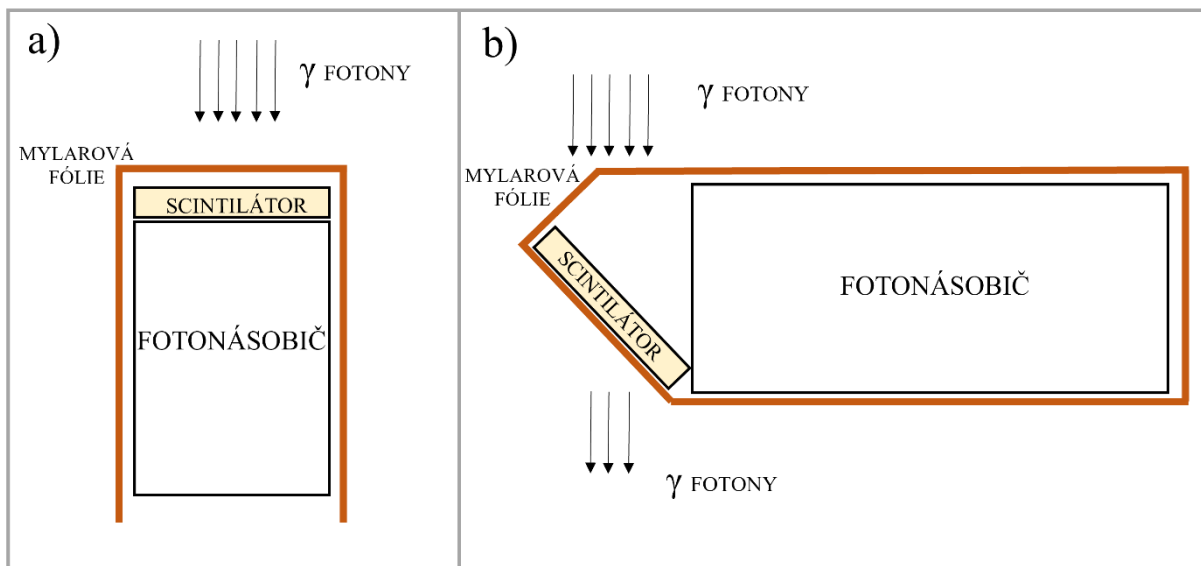 a)
γ FOTONY
MYLAROVÁ
FÓLIE
SCINTILÁTOR
FOTONÁSOBIČ
b)
γ FOTONY
MYLAROVÁ
FÓLIE
SCINTILÁTOR
FOTONÁSOBIČ
γ FOTONY